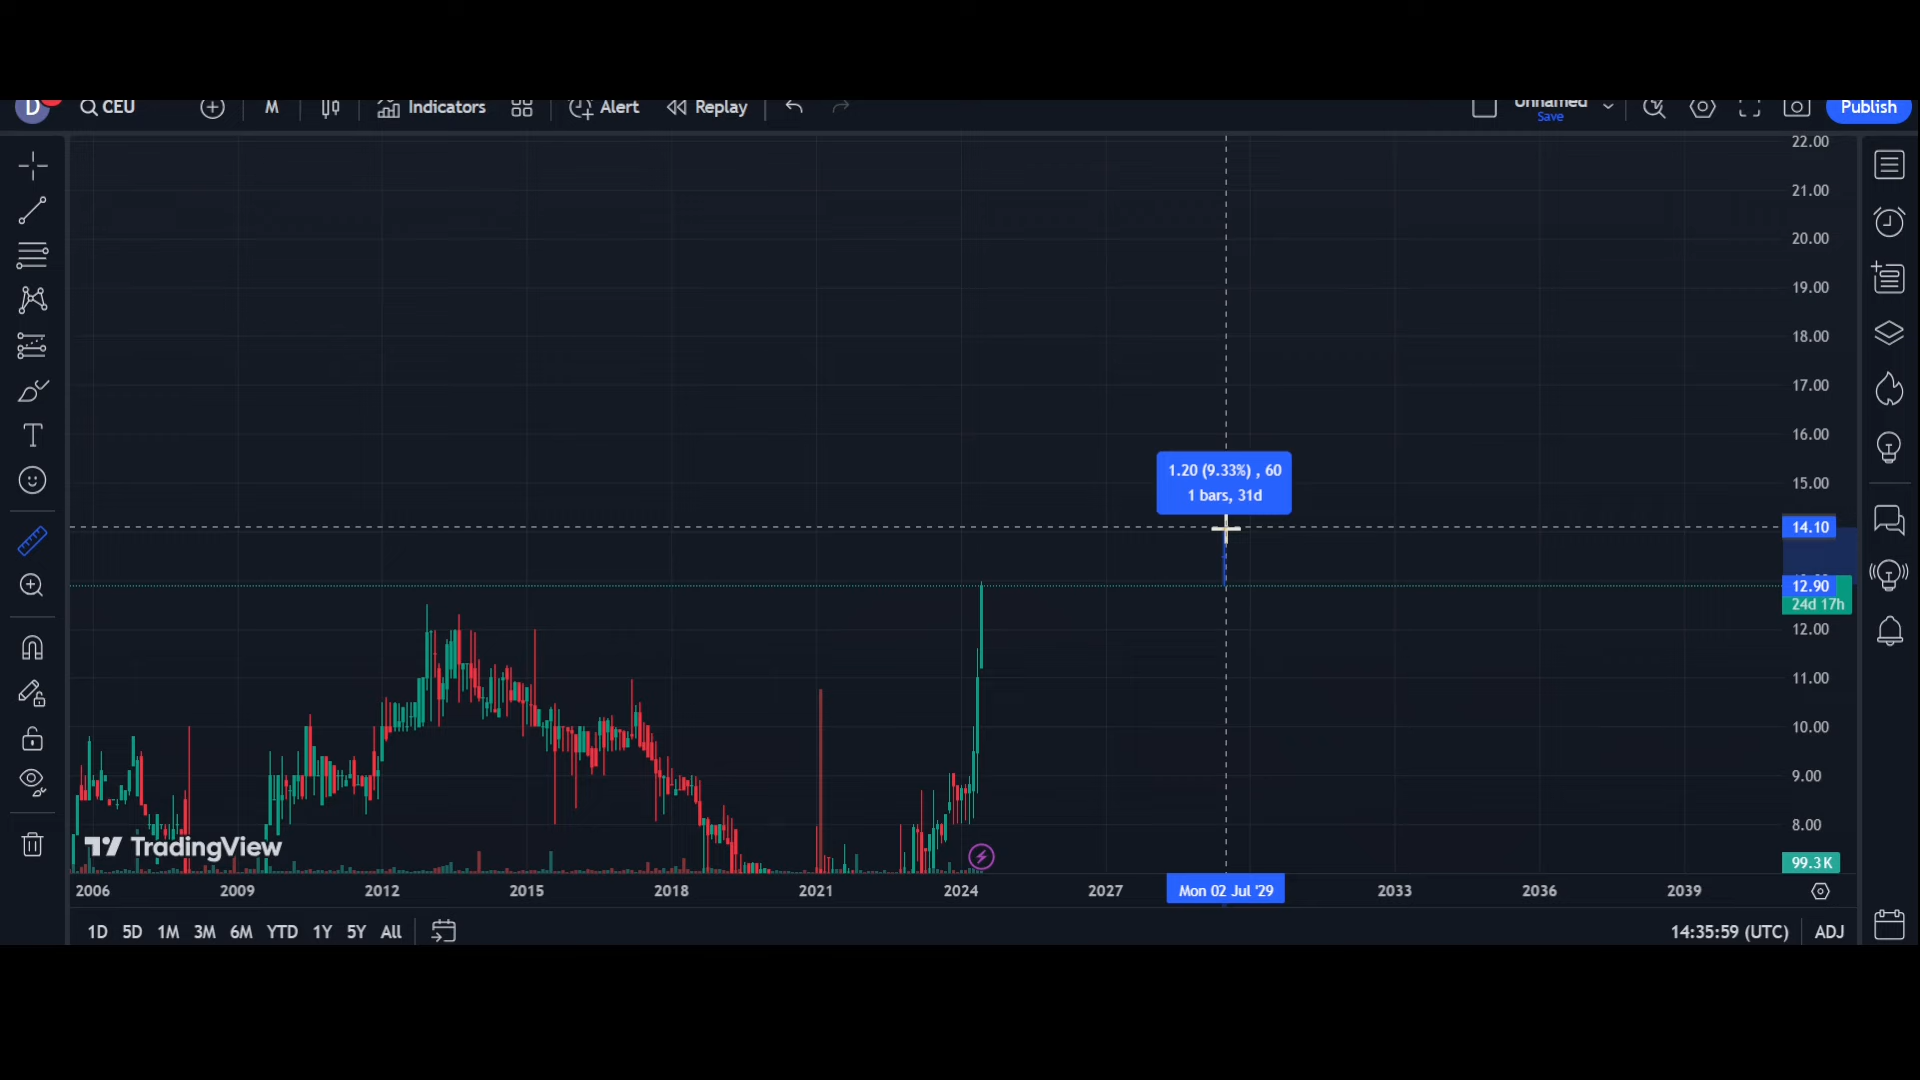 D CEU M Indicators Alert Replay Unnamed Publish
Save
22.00
21.00
20.00
19.00
18.00
17.00
16.00
1.20 (9.33%) , 60
1 bars, 31d
15.00
14.10
12.90
24d 17h
12.00
11.00
10.00
9.00
8.00
TradingView
99.3K
2006 2009 2012 2015 2018 2021 2024 2027 Mon 02 Jul '29 2033 2036 2039
1D 5D 1M 3M 6M YTD 1Y 5Y All 14:35:59 (UTC) ADJ